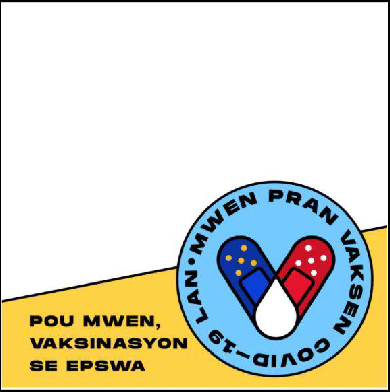 MWEN PRAN VAKSEN COVID-19 LAN •
POU MWEN,
VAKSINASYON
SE EPSWA